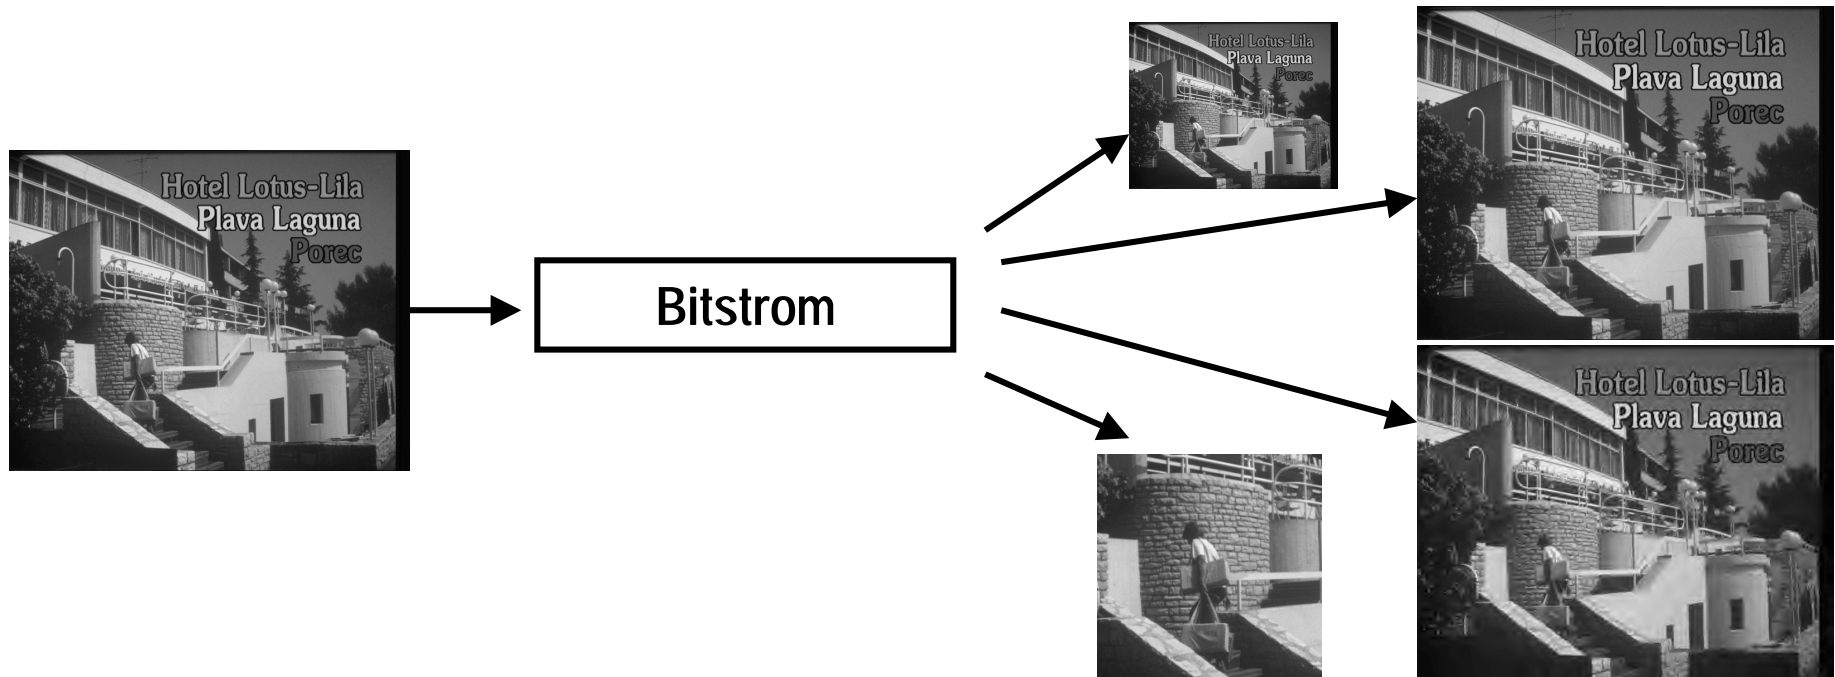 Hotel Lotus-Lila
Plava Laguna
Porec
Bitstrom
Hotel Lotus-Lila
Plava Laguna
Porec
Hotel Lotus-Lila
Plava Laguna
Porec
Hotel Lotus-Lila
Plava Laguna
Porec